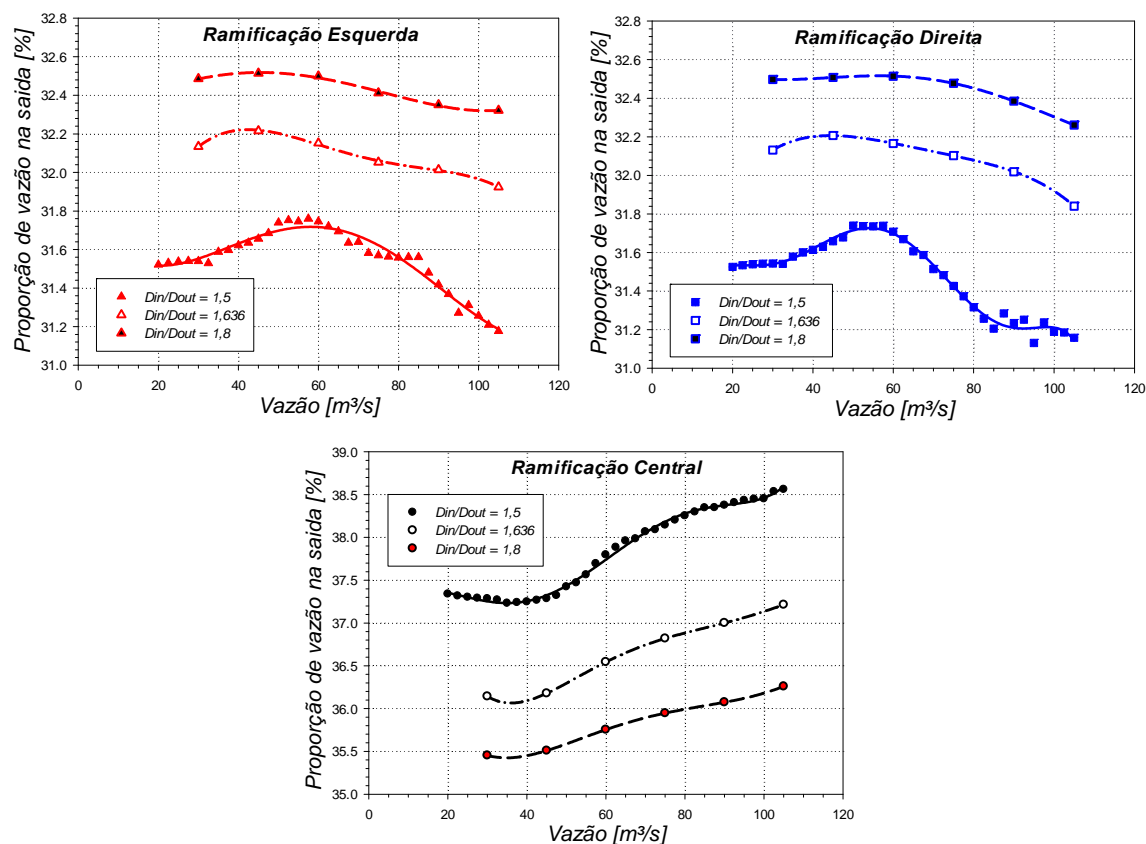 Ramificação Esquerda
Proporção de vazão na saida [%]
32.8
32.6
32.4
32.2
32.0
31.8
31.6
31.4
31.2
31.0
Din/Dout = 1,5
Din/Dout = 1,636
Din/Dout = 1,8
0 20 40 60 80 100 120
Vazão [m³/s]
Ramificação Direita
Proporção de vazão na saida [%]
32.8
32.6
32.4
32.2
32.0
31.8
31.6
31.4
31.2
31.0
Din/Dout = 1,5
Din/Dout = 1,636
Din/Dout = 1,8
0 20 40 60 80 100 120
Vazão [m³/s]
Ramificação Central
Proporção de vazão na saida [%]
39.0
38.5
38.0
37.5
37.0
36.5
36.0
35.5
35.0
Din/Dout = 1,5
Din/Dout = 1,636
Din/Dout = 1,8
0 20 40 60 80 100 120
Vazão [m³/s]